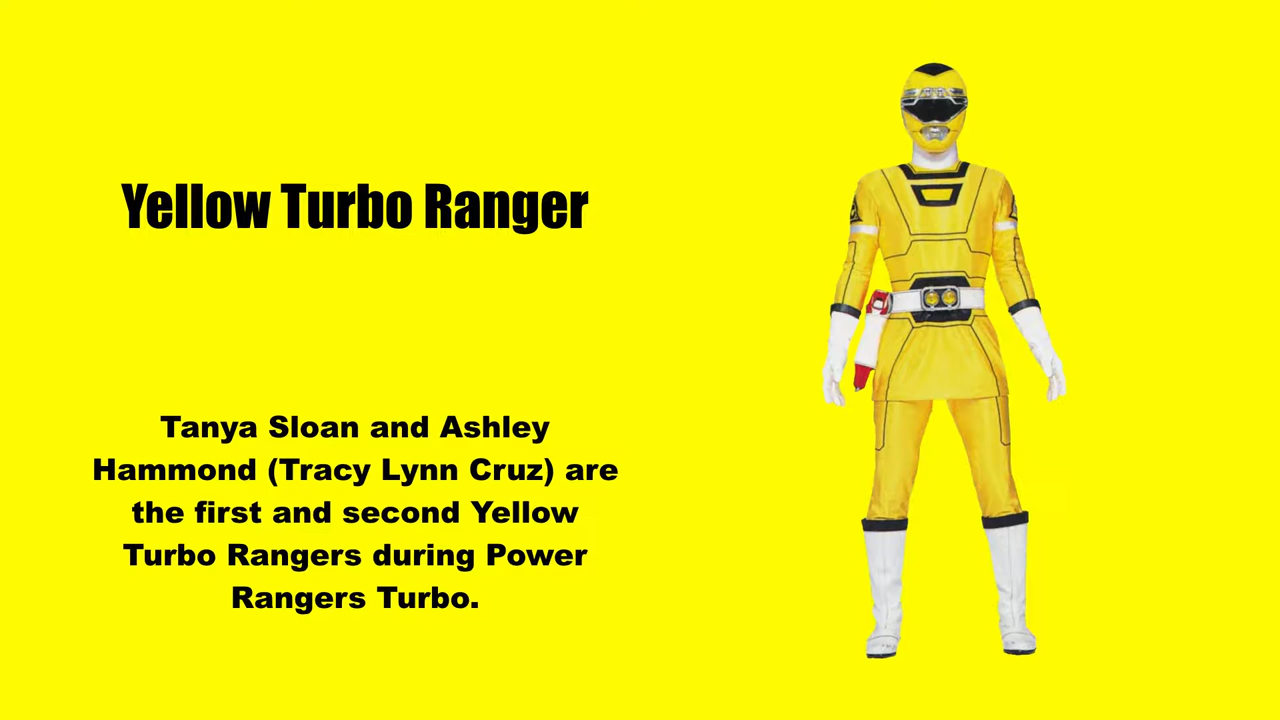 Yellow Turbo Ranger
Tanya Sloan and Ashley
Hammond (Tracy Lynn Cruz) are
the first and second Yellow
Turbo Rangers during Power
Rangers Turbo.